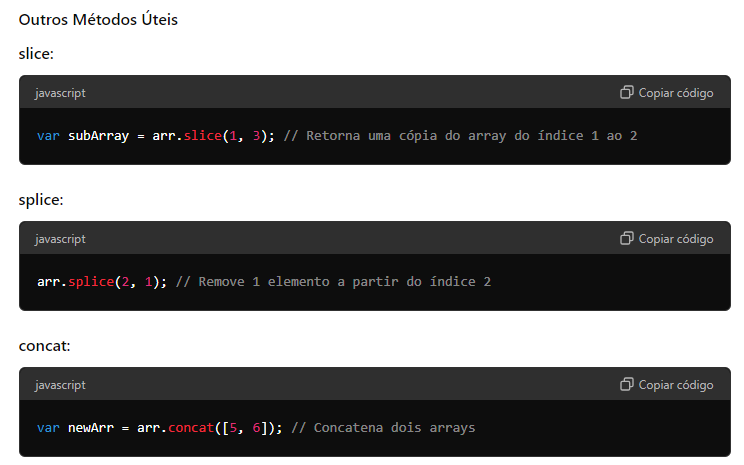 Outros Métodos Úteis
slice:
javascript Copiar código
var subArray = arr.slice(1, 3); // Retorna uma cópia do array do índice 1 ao 2
splice:
javascript Copiar código
arr.splice(2, 1); // Remove 1 elemento a partir do índice 2
concat:
javascript Copiar código
var newArr = arr.concat([5, 6]); // Concatena dois arrays